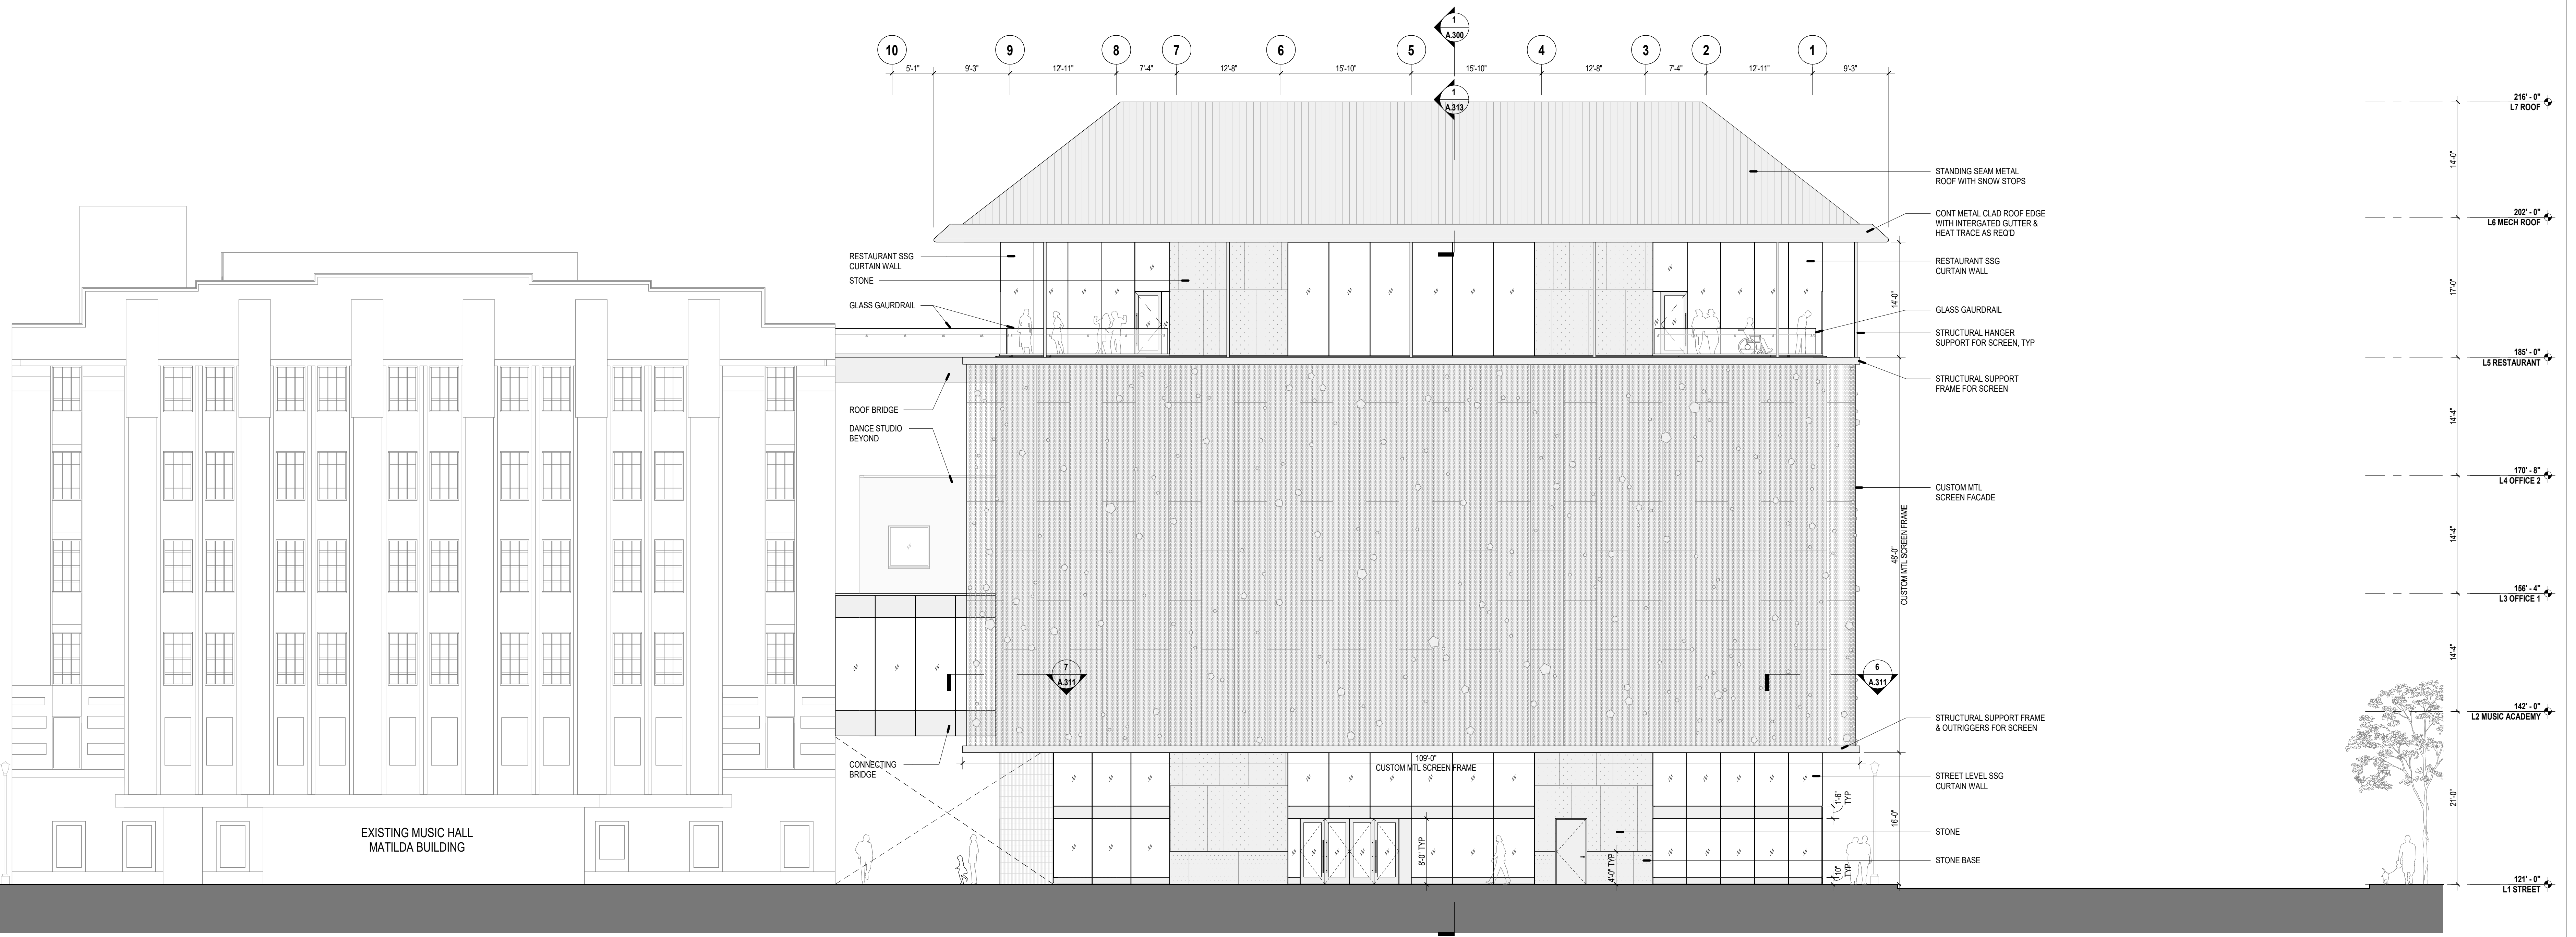 1
A.300
10
9
8
7
6
5
4
3
2
1
5'-1"
9'-3"
12'-11"
7'-4"
12'-8"
15'-10"
15'-10"
12'-8"
7'-4"
12'-11"
9'-3"
1
A.313
216' - 0"
L7 ROOF
14'-0"
STANDING SEAM METAL
ROOF WITH SNOW STOPS
CONT METAL CLAD ROOF EDGE
WITH INTERGATED GUTTER &
HEAT TRACE AS REQ'D
202' - 0"
L6 MECH ROOF
RESTAURANT SSG
CURTAIN WALL
STONE
GLASS GAURDRAIL
RESTAURANT SSG
CURTAIN WALL
14'-0"
17'-0"
GLASS GAURDRAIL
STRUCTURAL HANGER
SUPPORT FOR SCREEN, TYP
185' - 0"
L5 RESTAURANT
STRUCTURAL SUPPORT
FRAME FOR SCREEN
ROOF BRIDGE
DANCE STUDIO
BEYOND
14'-4"
170' - 8"
L4 OFFICE 2
CUSTOM MTL
SCREEN FACADE
48'-0"
CUSTOM MTL SCREEN FRAME
14'-4"
156' - 4"
L3 OFFICE 1
14'-4"
7
A.311
6
A.311
142' - 0"
L2 MUSIC ACADEMY
STRUCTURAL SUPPORT FRAME
& OUTRIGGERS FOR SCREEN
CONNECTING
BRIDGE
109'-0"
CUSTOM MTL SCREEN FRAME
STREET LEVEL SSG
CURTAIN WALL
1'-6"
TYP
16'-0"
21'-0"
EXISTING MUSIC HALL
MATILDA BUILDING
STONE
8'-0" TYP
4'-0" TYP
STONE BASE
10"
TYP
121' - 0"
L1 STREET